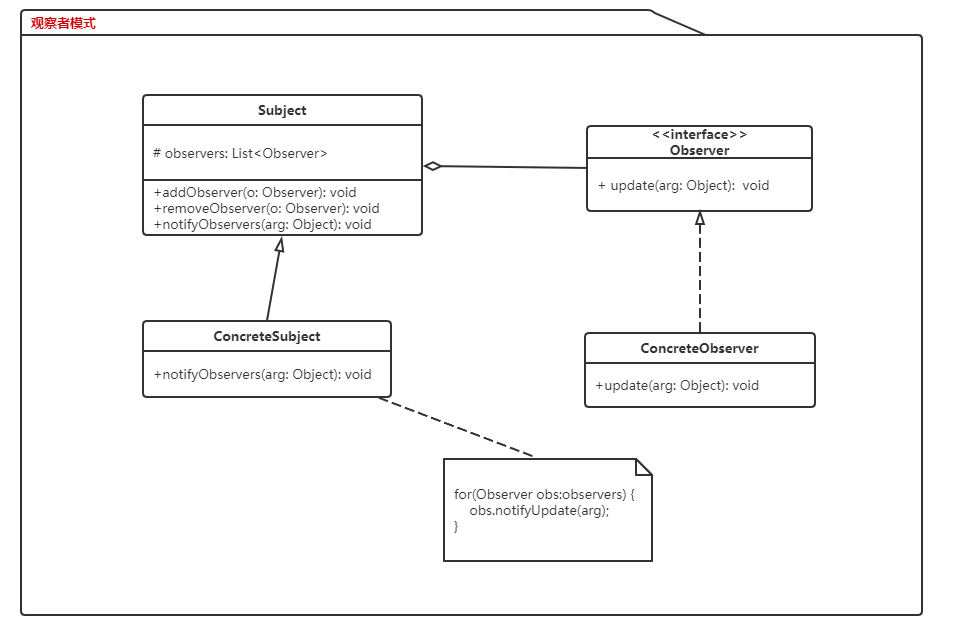 观察者模式
Subject
# observers: List<Observer>
+addObserver(o: Observer): void
+removeObserver(o: Observer): void
+notifyObservers(arg: Object): void
<<interface>>
Observer
+ update(arg: Object):  void
ConcreteSubject
+notifyObservers(arg: Object): void
ConcreteObserver
+update(arg: Object): void
for(Observer obs:observers) {
    obs.notifyUpdate(arg);
}